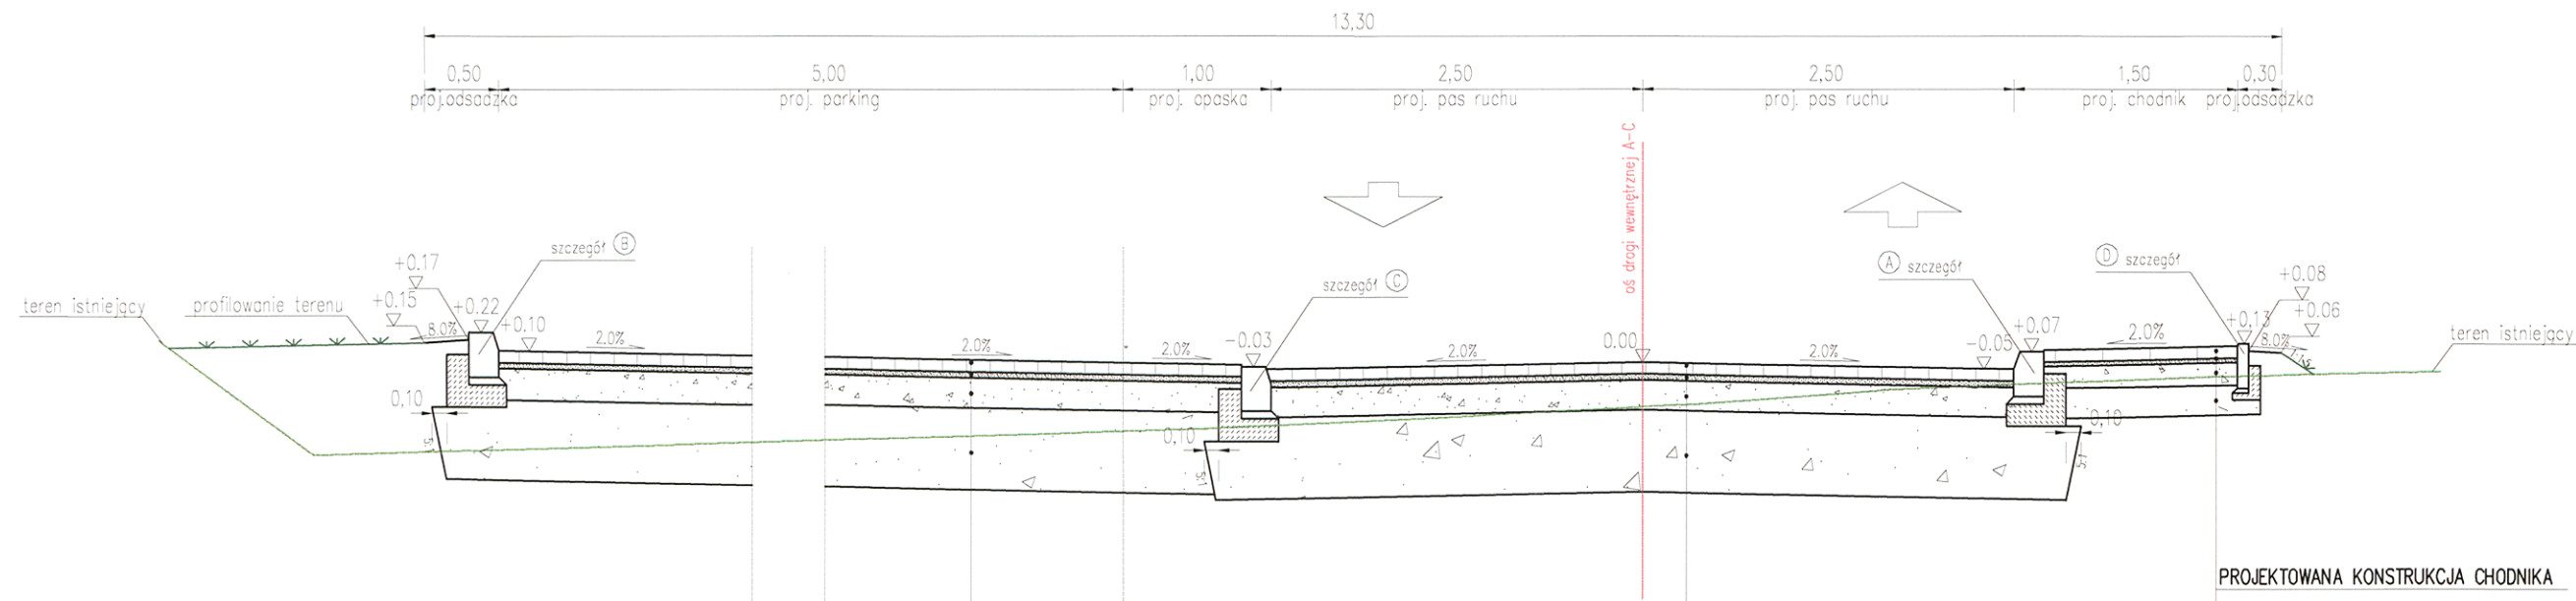 13,30
0,50 5,00 1,00 2,50 2,50 1,50 0,30
proj.odsadzka proj. parking proj. opaska proj. pas ruchu proj. pas ruchu proj. chodnik proj.odsadzka
oś drogi wewnętrznej A-C
szczegół B
szczegół C
A szczegół
D szczegół
teren istniejący
profilowanie terenu
+0.17
+0.15
+0.22
+0.10
8.0%
2.0%
2.0%
2.0%
-0.03
2.0%
0.00
2.0%
-0.05
+0.07
2.0%
+0.13
+0.08
+0.06
8.0%
teren istniejący
0,10
0,10
0,10
5:1
PROJEKTOWANA KONSTRUKCJA CHODNIKA